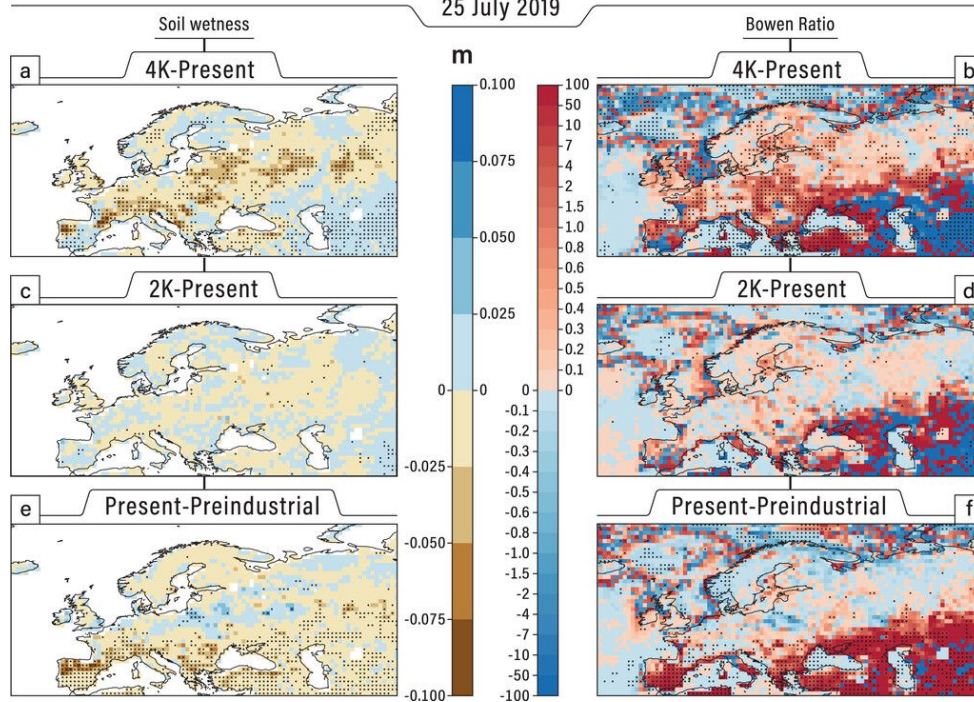 25 July 2019
Soil wetness
Bowen Ratio
a
4K-Present
m
4K-Present
b
0.100
0.075
0.050
0.025
0
-0.025
-0.050
-0.075
-0.100
100
50
10
7
4
2
1.5
1.0
0.8
0.6
0.5
0.4
0.3
0.2
0.1
0
0
-0.1
-0.2
-0.3
-0.4
-0.5
-0.6
-0.8
-1.0
-1.5
-2
-4
-7
-10
-50
-100
c
2K-Present
2K-Present
d
e
Present-Preindustrial
Present-Preindustrial
f